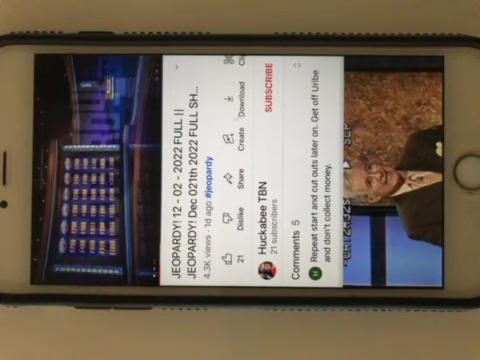 JEOPARDY! 12 - 02 - 2022 FULL ||
JEOPARDY! Dec 021th 2022 FULL SH...
4.3K views · 1d ago #jeopardy
21
Dislike
Share
Create
Download
Huckabee TBN
21 subscribers
SUBSCRIBE
Comments 5
H
Repeat start and cut outs later on. Get off Uribe
and don't collect money.